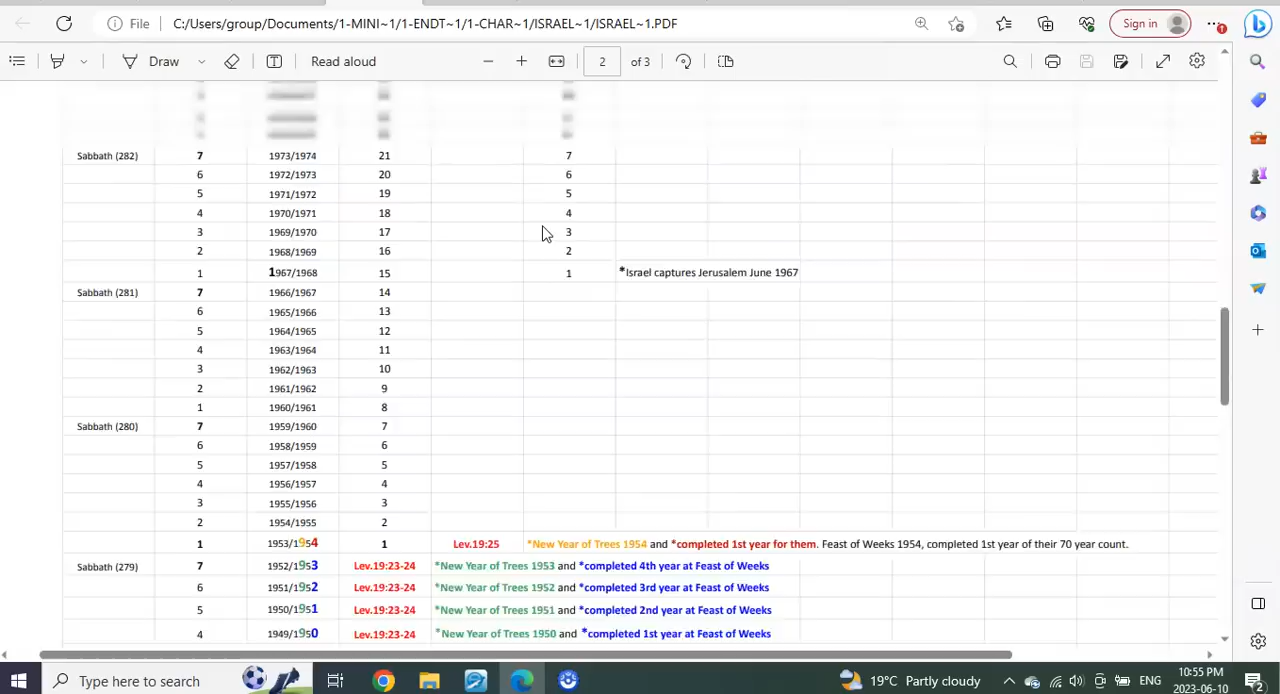 File C:/Users/group/Documents/1-MINI~1/1-ENDT~1/1-CHAR~1/ISRAEL~1/ISRAEL~1.PDF Sign in
Draw Read aloud 2 of 3
Sabbath (282) 7 1973/1974 21 7
6 1972/1973 20 6
5 1971/1972 19 5
4 1970/1971 18 4
3 1969/1970 17 3
2 1968/1969 16 2
1 1967/1968 15 1 *Israel captures Jerusalem June 1967
Sabbath (281) 7 1966/1967 14
6 1965/1966 13
5 1964/1965 12
4 1963/1964 11
3 1962/1963 10
2 1961/1962 9
1 1960/1961 8
Sabbath (280) 7 1959/1960 7
6 1958/1959 6
5 1957/1958 5
4 1956/1957 4
3 1955/1956 3
2 1954/1955 2
1 1953/1954 1 Lev.19:25 *New Year of Trees 1954 and *completed 1st year for them. Feast of Weeks 1954, completed 1st year of their 70 year count.
Sabbath (279) 7 1952/1953 Lev.19:23-24 *New Year of Trees 1953 and *completed 4th year at Feast of Weeks
6 1951/1952 Lev.19:23-24 *New Year of Trees 1952 and *completed 3rd year at Feast of Weeks
5 1950/1951 Lev.19:23-24 *New Year of Trees 1951 and *completed 2nd year at Feast of Weeks
4 1949/1950 Lev.19:23-24 *New Year of Trees 1950 and *completed 1st year at Feast of Weeks
Type here to search 19°C Partly cloudy ENG 10:55 PM
2023-06-10 2